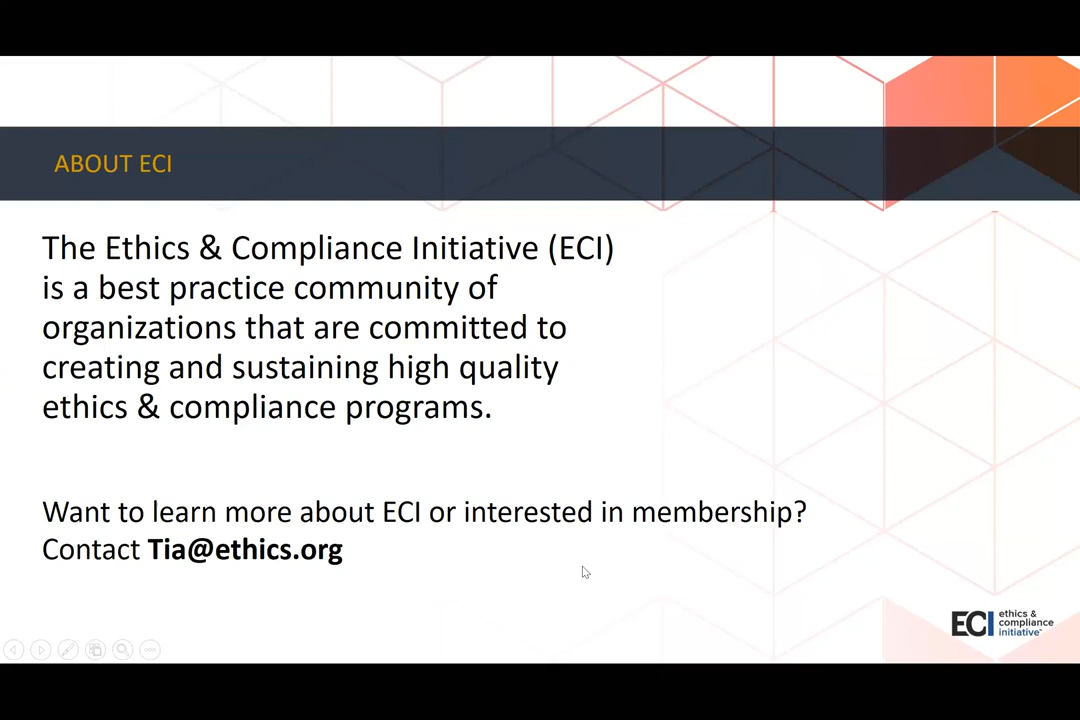 ABOUT ECI
The Ethics & Compliance Initiative (ECI)
is a best practice community of
organizations that are committed to
creating and sustaining high quality
ethics & compliance programs.
Want to learn more about ECI or interested in membership?
Contact Tia@ethics.org
ECI
ethics &
compliance
initiative™